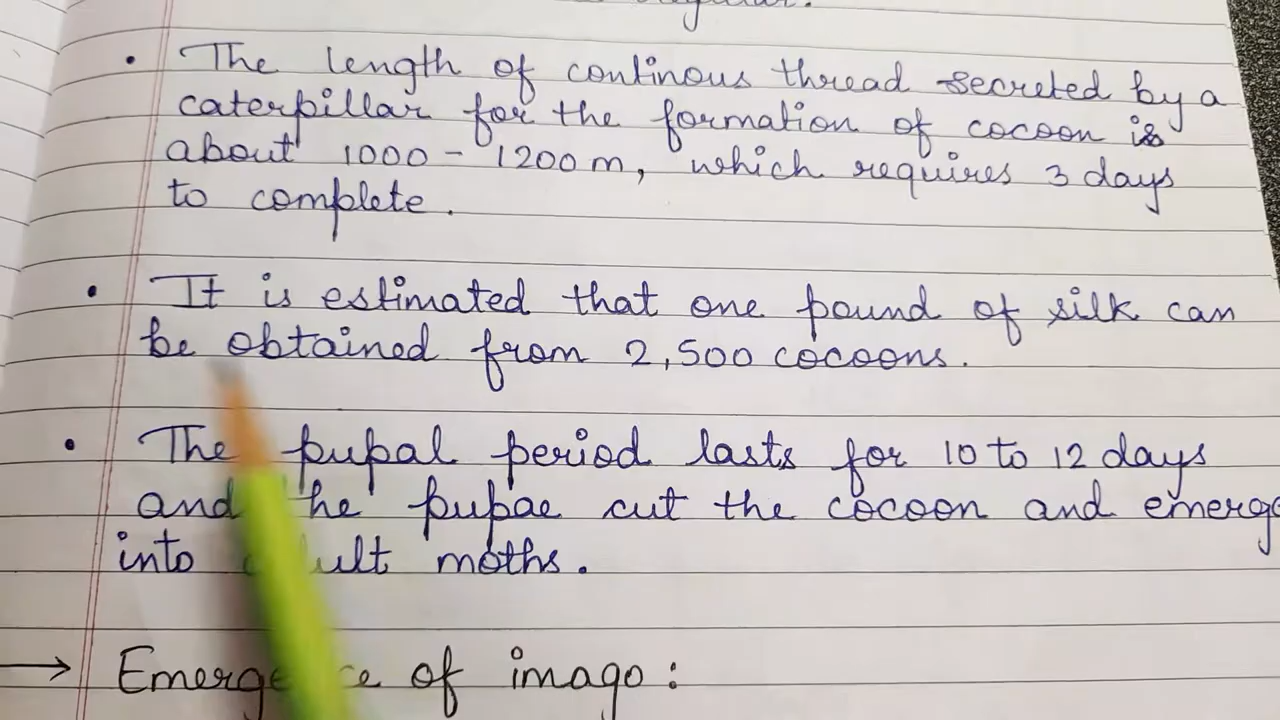 • The length of continous thread secreted by a
caterpillar for the formation of cocoon is
about 1000 - 1200 m, which requires 3 days
to complete.
• It is estimated that one pound of silk can
be obtained from 2,500 cocoons.
• The pupal period lasts for 10 to 12 days
and he pupae cut the cocoon and emerge
into ult moths.
→ Emerge e of imago: